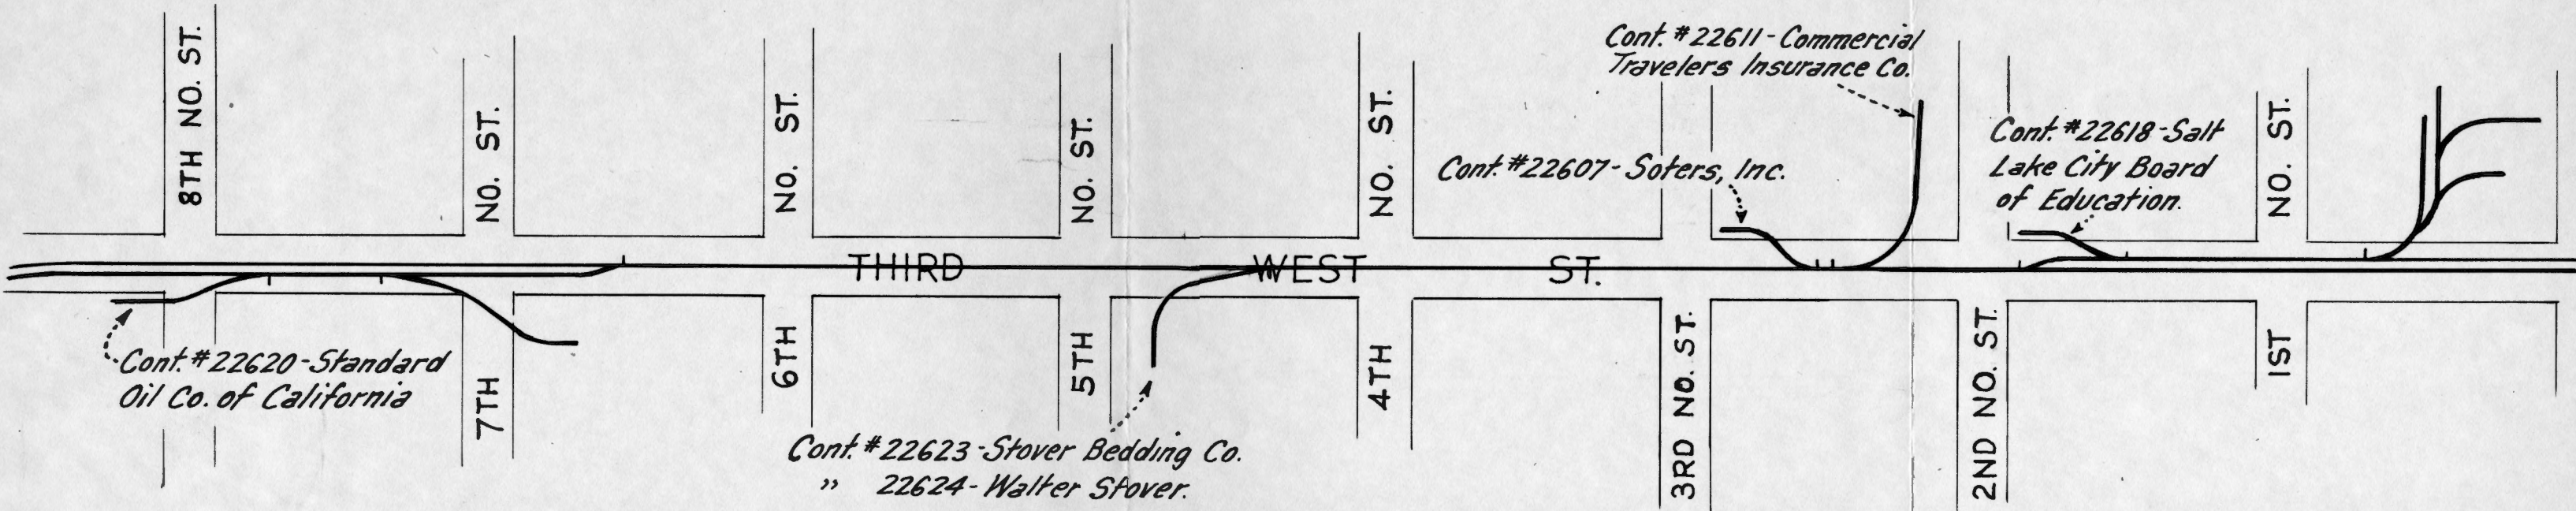 8TH NO. ST.
7TH NO. ST.
6TH NO. ST.
5TH NO. ST.
4TH NO. ST.
3RD NO. ST.
2ND NO. ST.
1ST NO. ST.
THIRD WEST ST.
Cont. #22611-Commercial
Travelers Insurance Co.
Cont. #22607-Soters, Inc.
Cont. #22618-Salt
Lake City Board
of Education.
Cont. #22620-Standard
Oil Co. of California
Cont. #22623-Stover Bedding Co.
" 22624-Walter Stover.